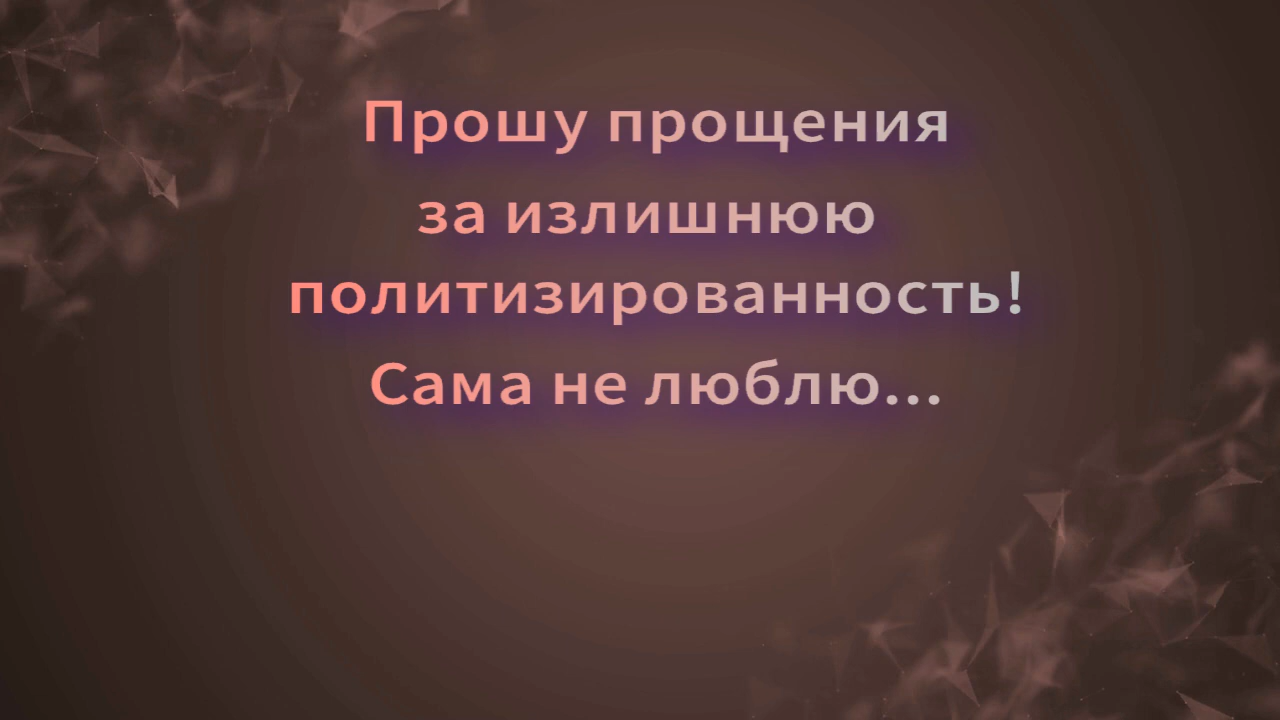 Прошу прощения
за излишнюю
политизированность!
Сама не люблю...